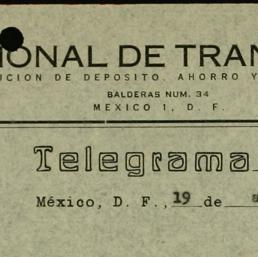 IONAL DE TRAN
UCION DE DEPOSITO. AHORRO Y
BALDERAS NUM. 34
MEXICO 1, D. F.
Telegrama
México, D. F., 19 de